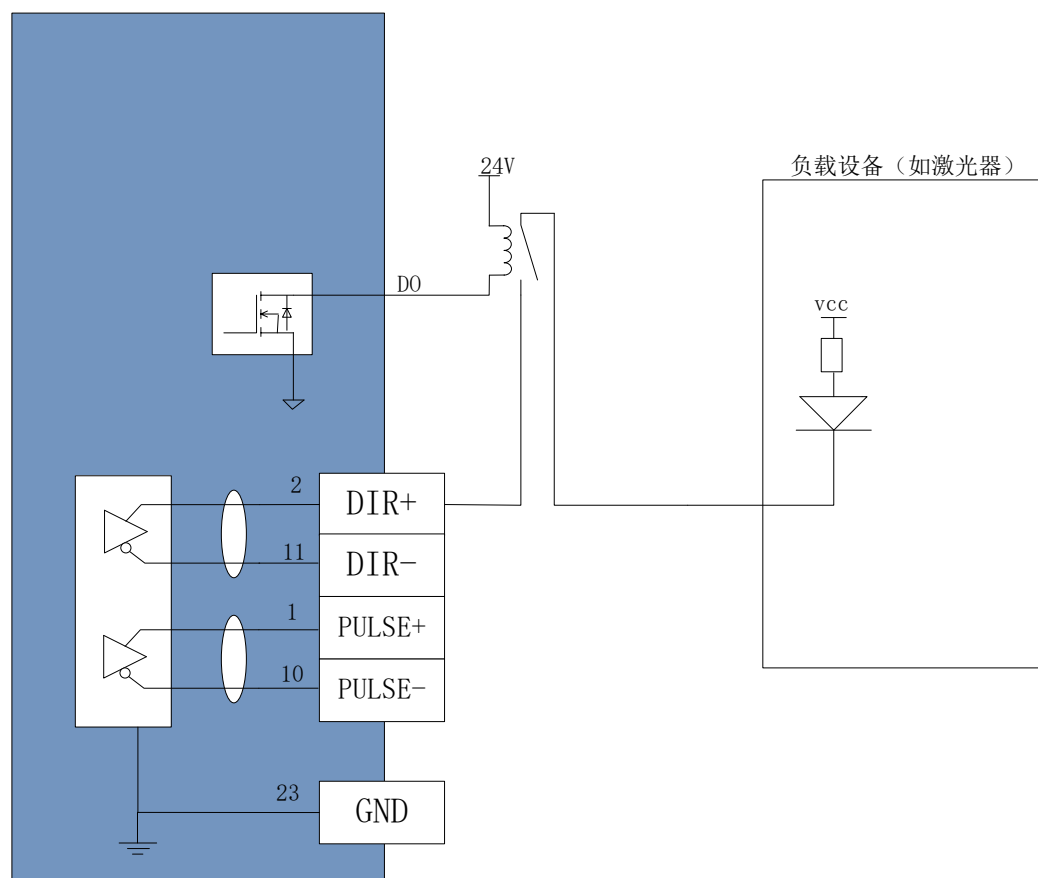 24V
负载设备（如激光器）
DO
vcc
2
DIR+
11
DIR-
1
PULSE+
10
PULSE-
23
GND